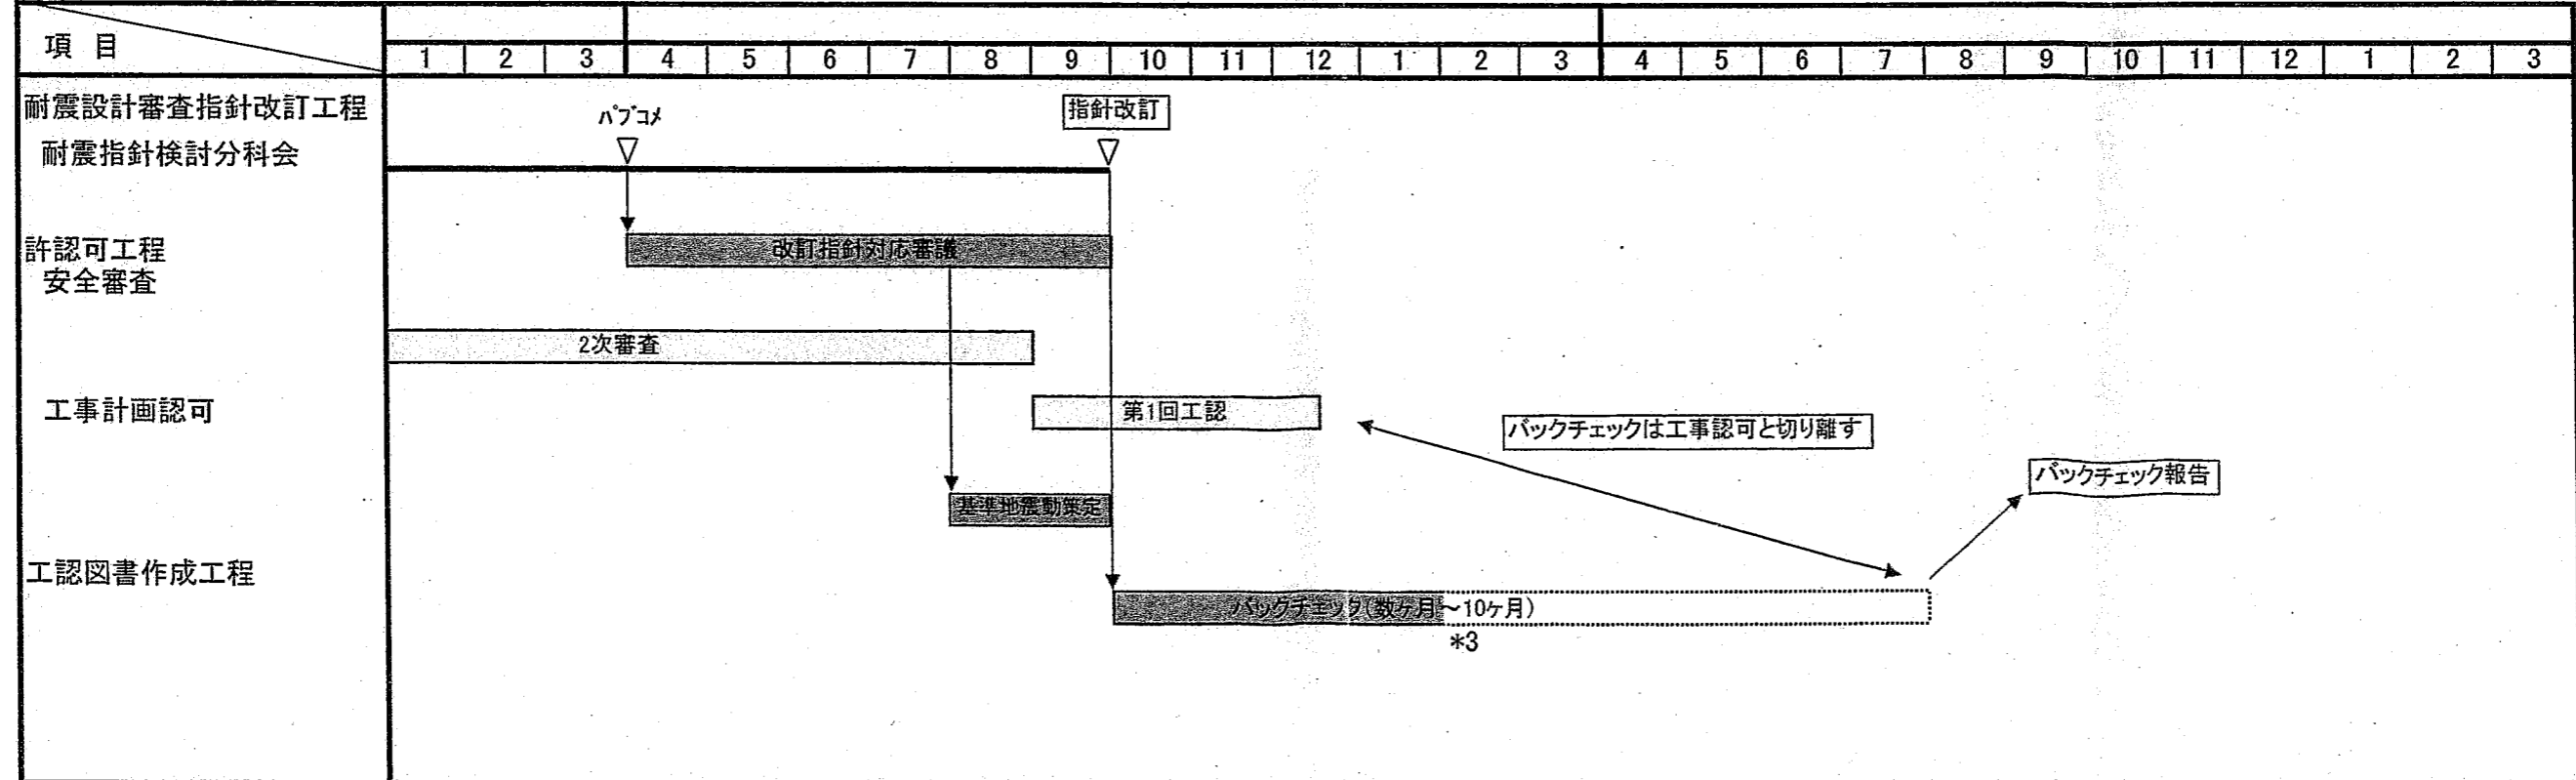 項 目
1 2 3 4 5 6 7 8 9 10 11 12 1 2 3 4 5 6 7 8 9 10 11 12 1 2 3
耐震設計審査指針改訂工程
パブコメ
指針改訂
耐震指針検討分科会
許認可工程
改訂指針対応審議
安全審査
2次審査
工事計画認可
第1回工認
バックチェックは工事認可と切り離す
バックチェック報告
基準地震動策定
工認図書作成工程
バックチェック(数ヶ月~10ヶ月)
*3